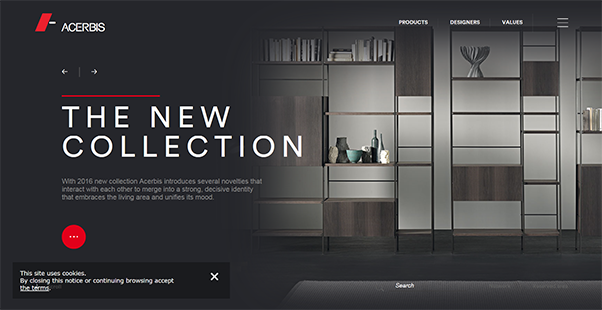 ACERBIS
PRODUCTS DESIGNERS VALUES
THE NEW
COLLECTION
With 2016 new collection Acerbis introduces several novelties that
interact with each other to merge into a strong, decisive identity
that embraces the living area and unifies its mood.
This site uses cookies.
By closing this notice or continuing browsing accept
the terms.
Search